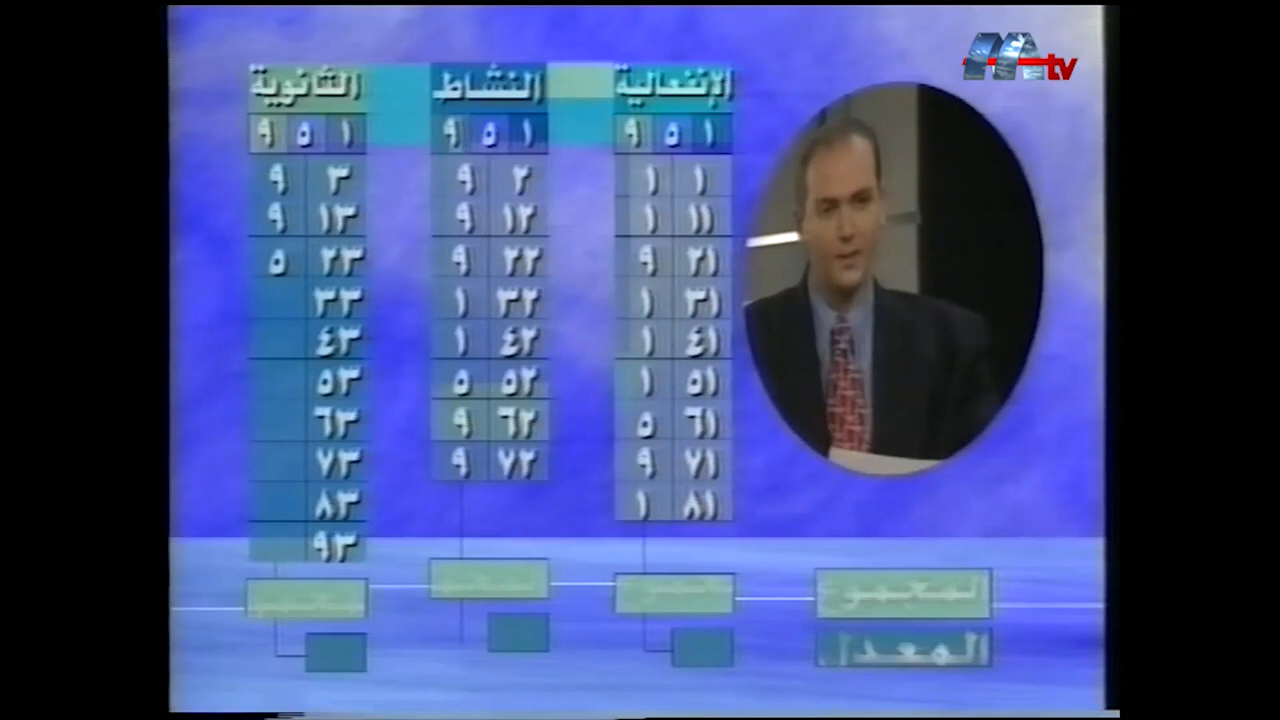 MA tv
الإنفعالية النشاط الثانوية
١ ٥ ٩ ١ ٥ ٩ ١ ٥ ٩
١ ١ ٢ ٩ ٣ ٩
١١ ١ ١٢ ٩ ١٣ ٩
٢١ ٩ ٢٢ ٩ ٢٣ ٥
٣١ ١ ٣٢ ١ ٣٣
٤١ ١ ٤٢ ١ ٤٣
٥١ ١ ٥٢ ٥ ٥٣
٦١ ٥ ٦٢ ٩ ٦٣
٧١ ٩ ٧٢ ٩ ٧٣
٨١ ١ ٨٣
٩٣
المجموع
المعدل